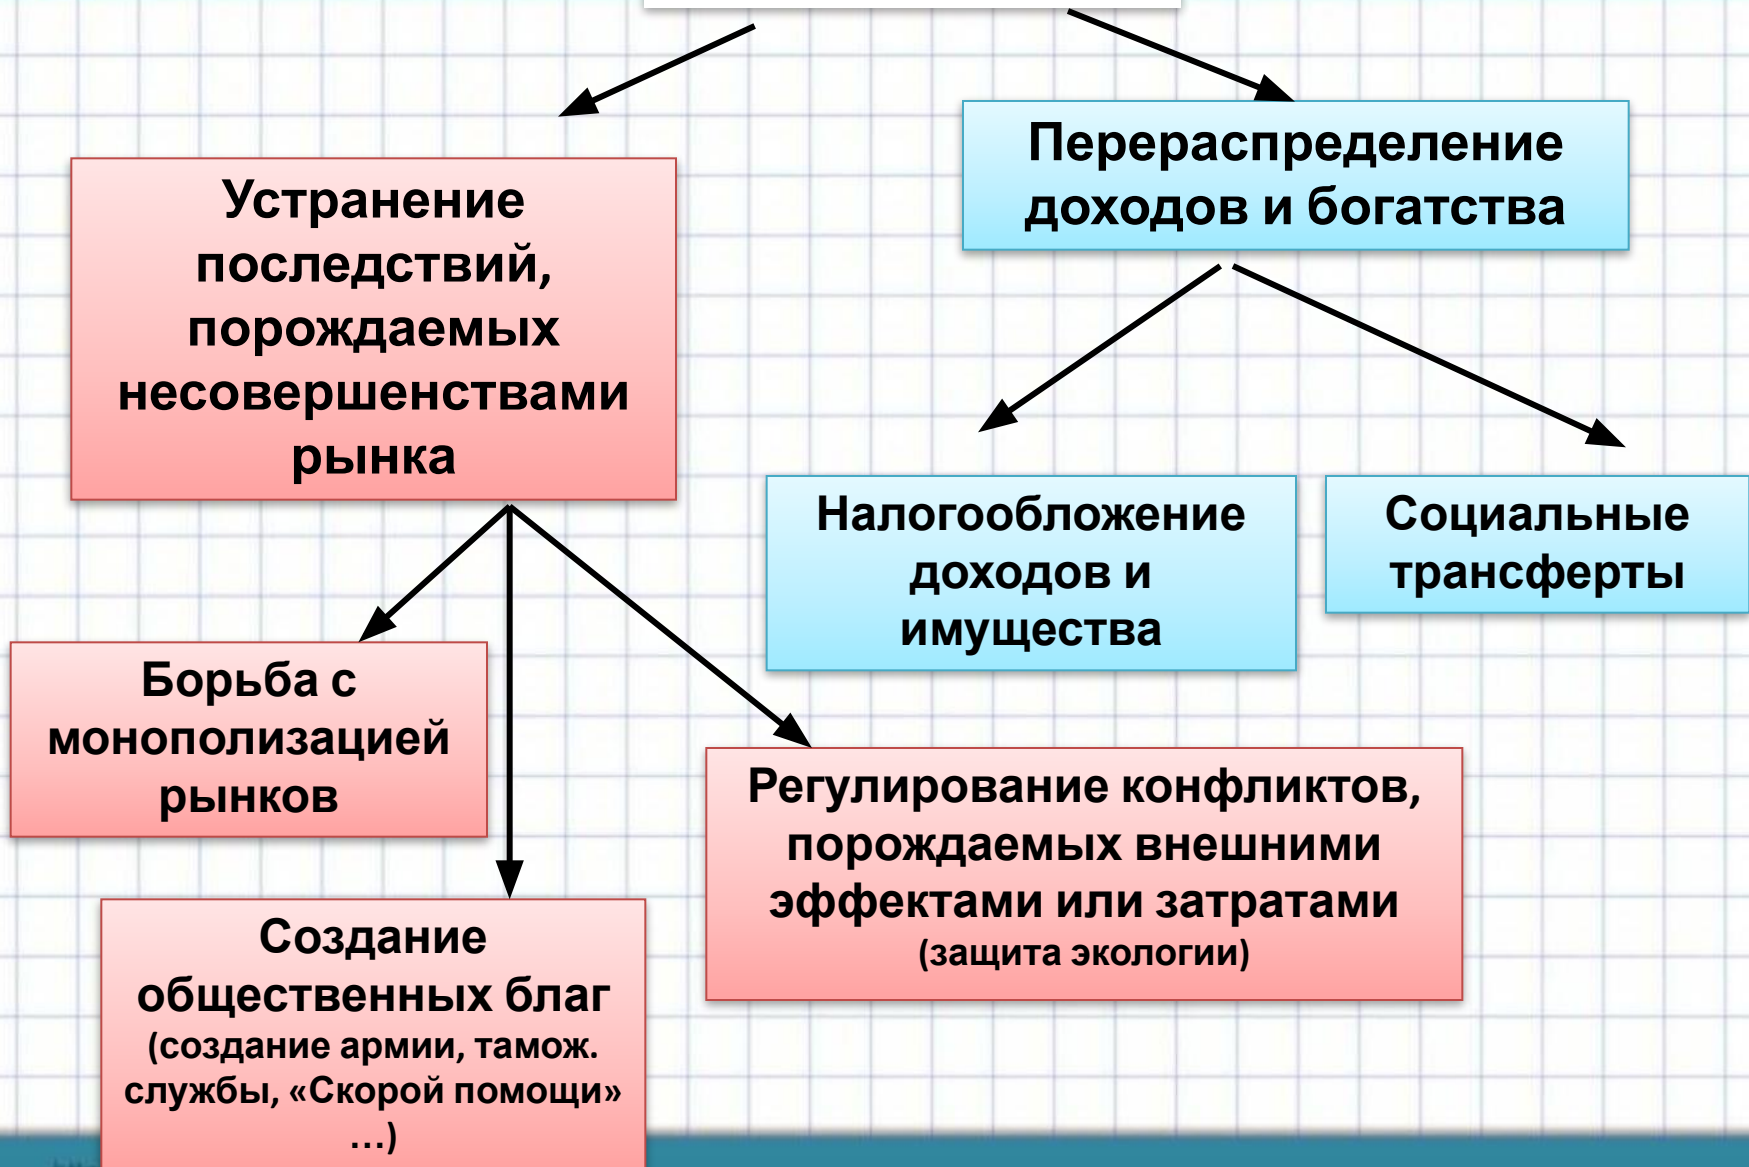 Перераспределение
доходов и богатства
Устранение
последствий,
порождаемых
несовершенствами
рынка
Налогообложение
доходов и
имущества
Социальные
трансферты
Борьба с
монополизацией
рынков
Регулирование конфликтов,
порождаемых внешними
эффектами или затратами
(защита экологии)
Создание
общественных благ
(создание армии, тамож.
службы, «Скорой помощи»
…)